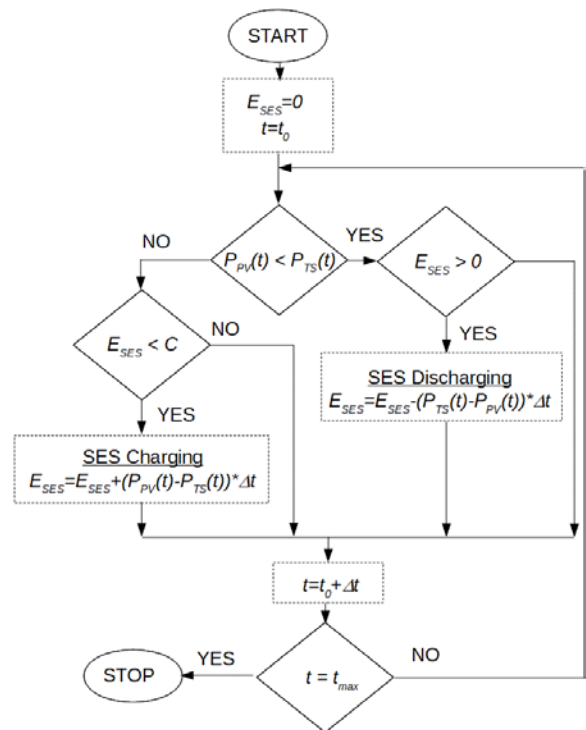 START
E_SES=0
t=t_0
NO
YES
P_PV(t) < P_TS(t)
E_SES > 0
E_SES < C
NO
YES
YES
SES Discharging
E_SES=E_SES-(P_TS(t)-P_PV(t))*Δt
SES Charging
E_SES=E_SES+(P_PV(t)-P_TS(t))*Δt
t=t_0+Δt
STOP
YES
t = t_max
NO